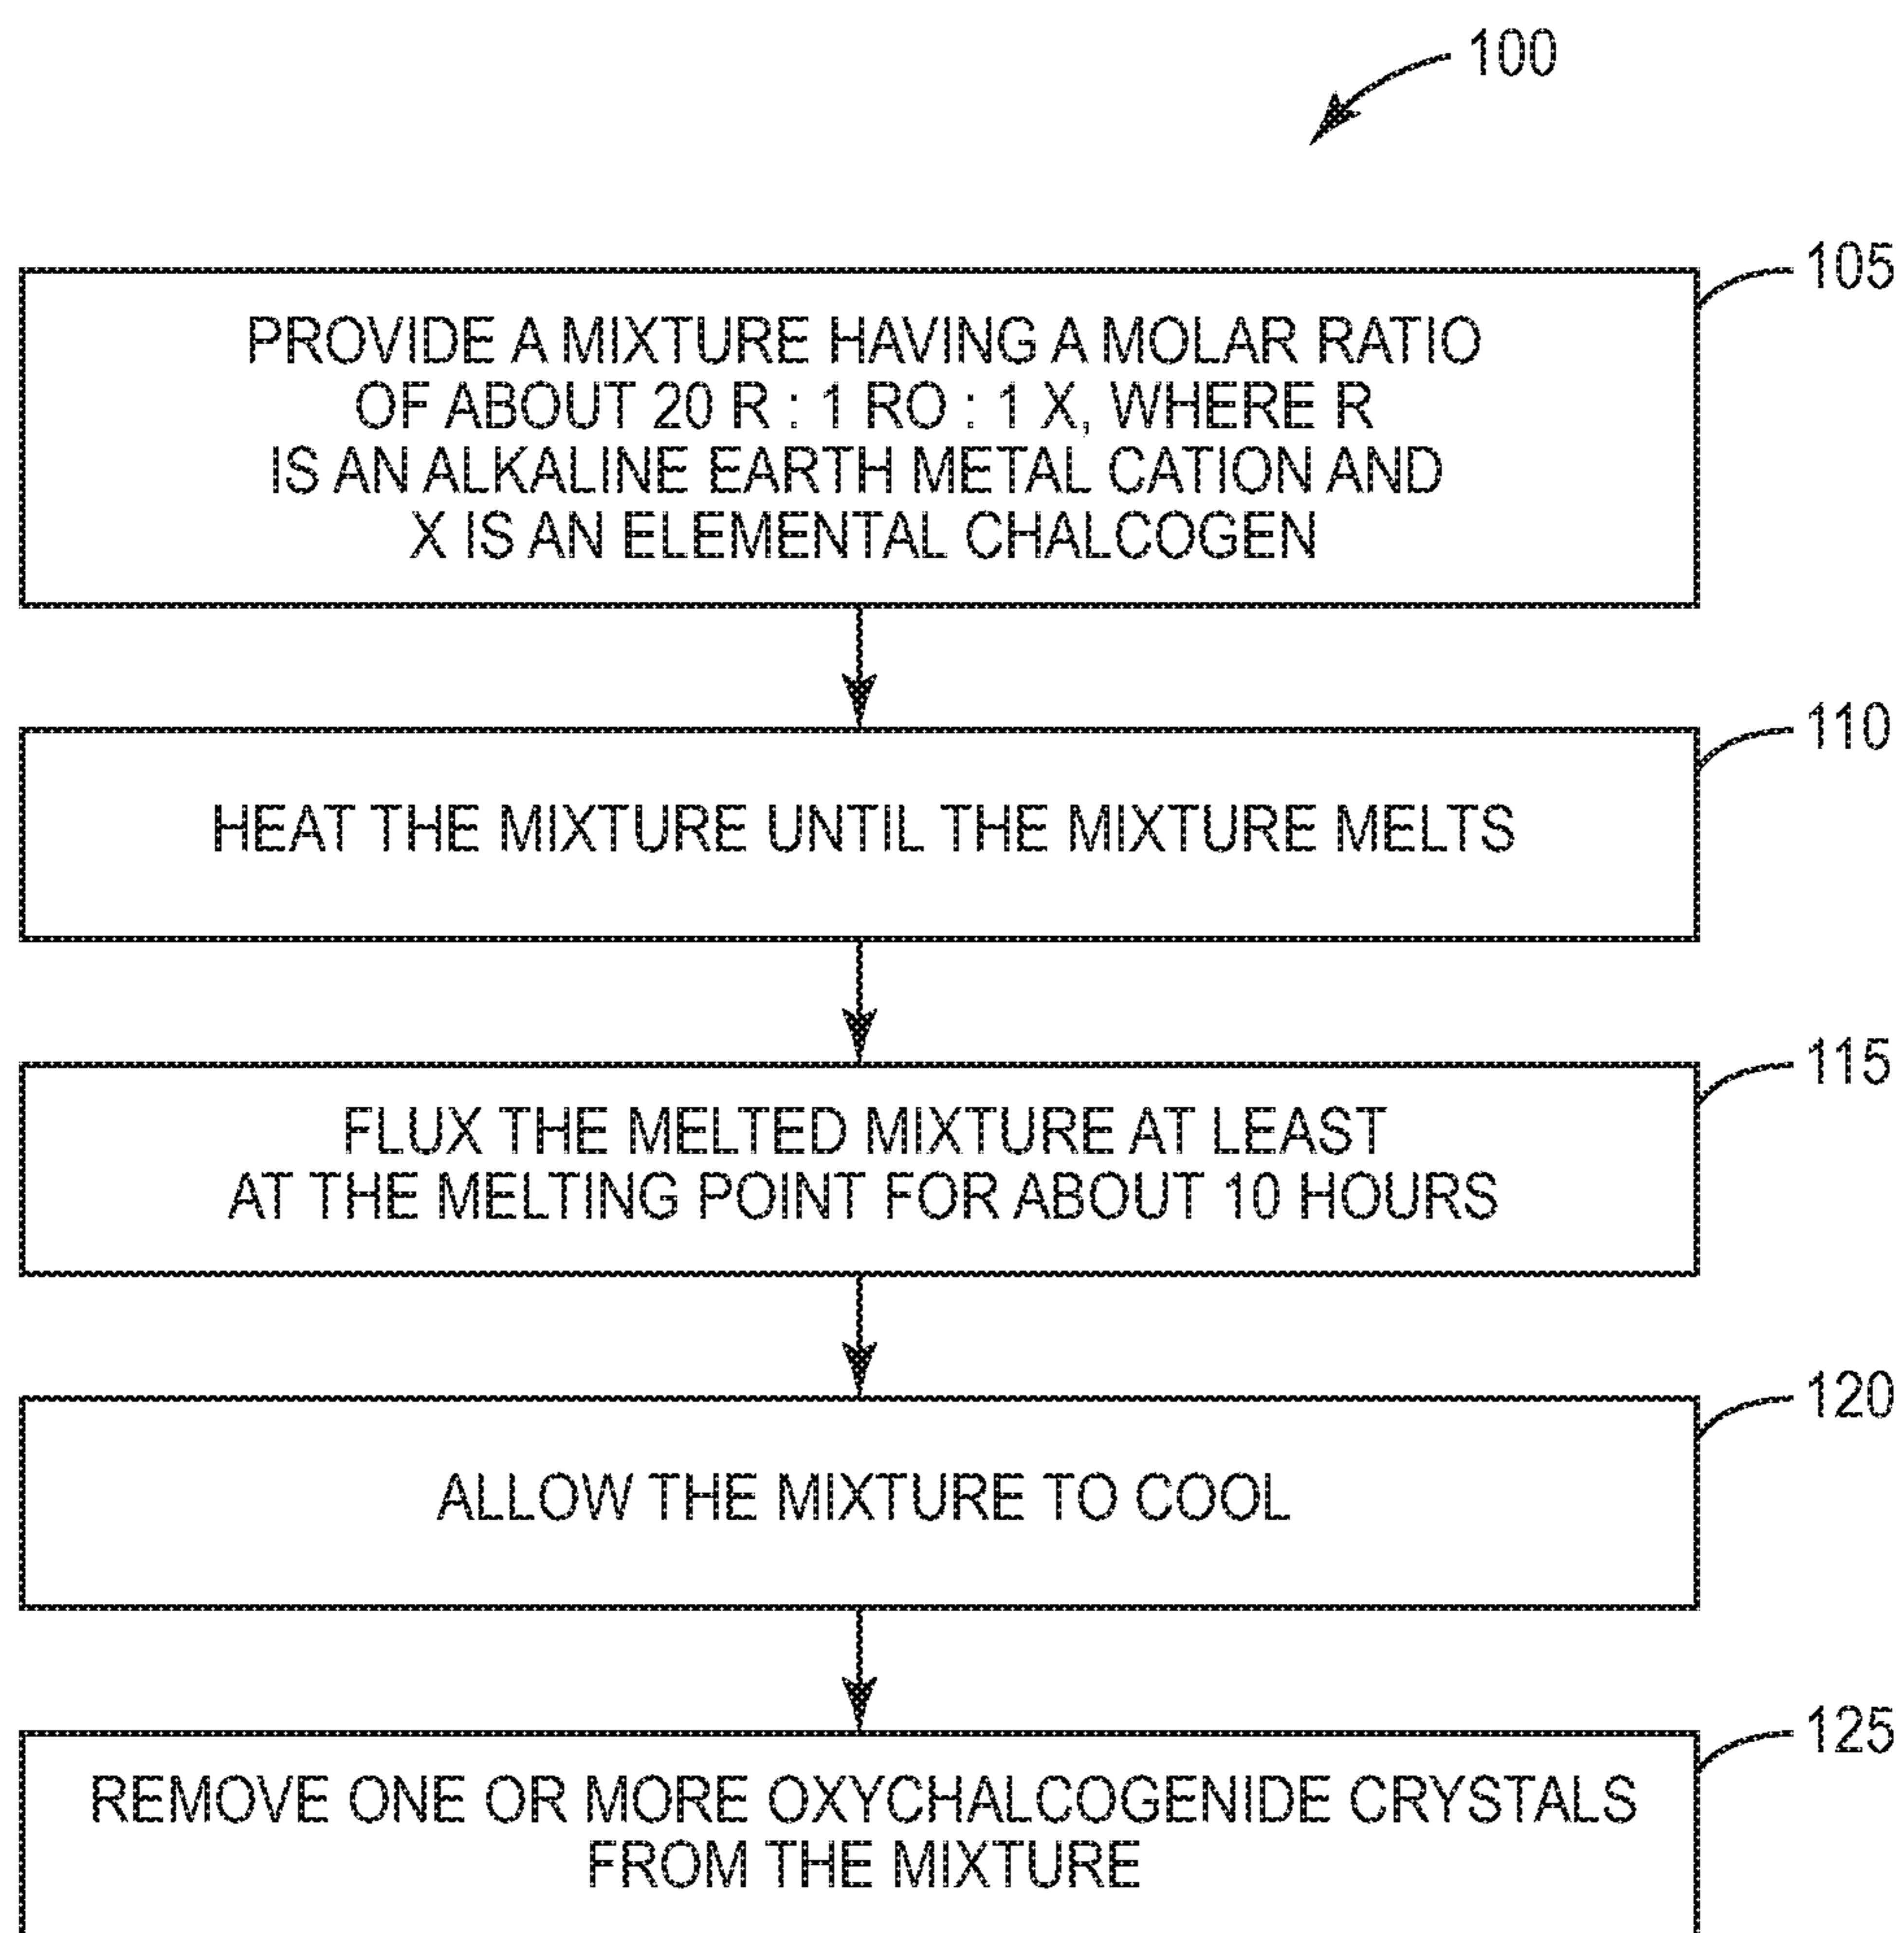 100
105
PROVIDE A MIXTURE HAVING A MOLAR RATIO
OF ABOUT 20 R : 1 RO : 1 X, WHERE R
IS AN ALKALINE EARTH METAL CATION AND
X IS AN ELEMENTAL CHALCOGEN
110
HEAT THE MIXTURE UNTIL THE MIXTURE MELTS
115
FLUX THE MELTED MIXTURE AT LEAST
AT THE MELTING POINT FOR ABOUT 10 HOURS
120
ALLOW THE MIXTURE TO COOL
125
REMOVE ONE OR MORE OXYCHALCOGENIDE CRYSTALS
FROM THE MIXTURE